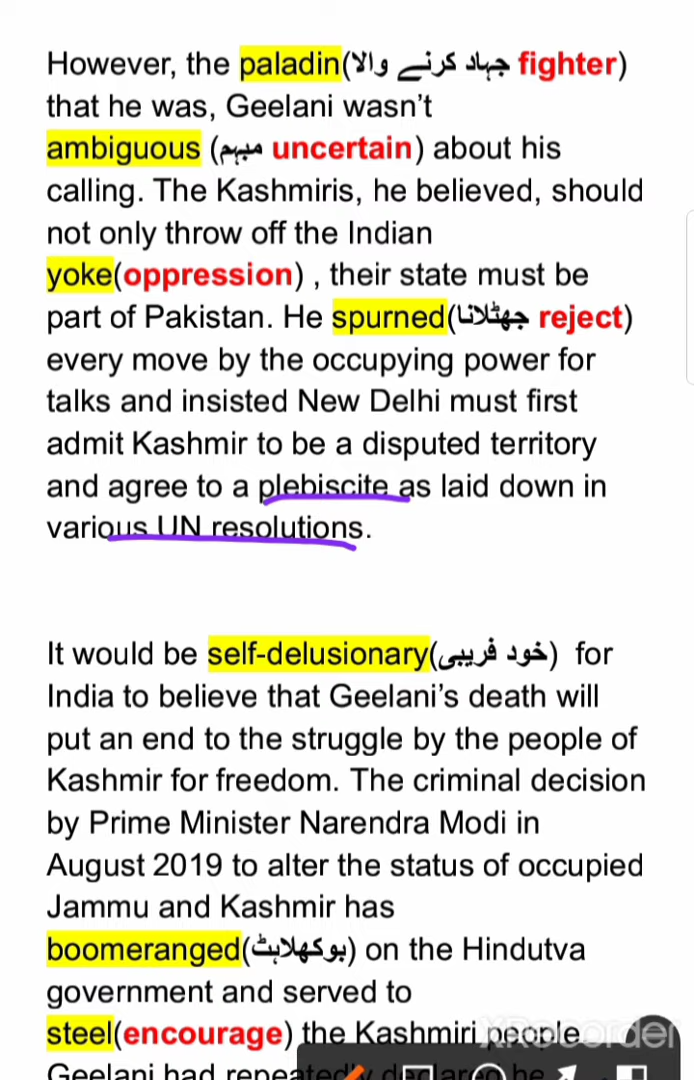 However, the paladin(جہاد کرنے والا fighter)
that he was, Geelani wasn’t
ambiguous (مبہم uncertain) about his
calling. The Kashmiris, he believed, should
not only throw off the Indian
yoke(oppression) , their state must be
part of Pakistan. He spurned(جھٹلانا reject)
every move by the occupying power for
talks and insisted New Delhi must first
admit Kashmir to be a disputed territory
and agree to a plebiscite as laid down in
various UN resolutions.
It would be self-delusionary(خود فریبی) for
India to believe that Geelani’s death will
put an end to the struggle by the people of
Kashmir for freedom. The criminal decision
by Prime Minister Narendra Modi in
August 2019 to alter the status of occupied
Jammu and Kashmir has
boomeranged(بوکھلاہٹ) on the Hindutva
government and served to
steel(encourage) the Kashmiri people.
XRecorder
Geelani had repeatedly declared he